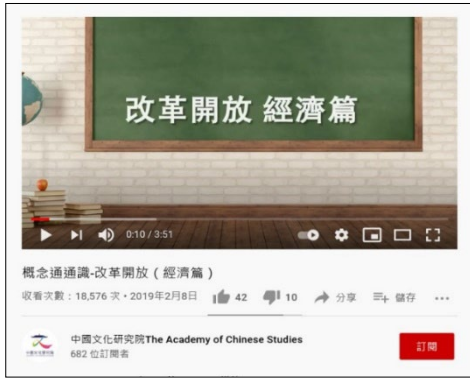 改革開放 經濟篇
0:10 / 3:51
概念通通識-改革開放（經濟篇）
收看次數：18,576 次•2019年2月8日 42 10 分享 儲存
中國文化研究院The Academy of Chinese Studies
682 位訂閱者
訂閱